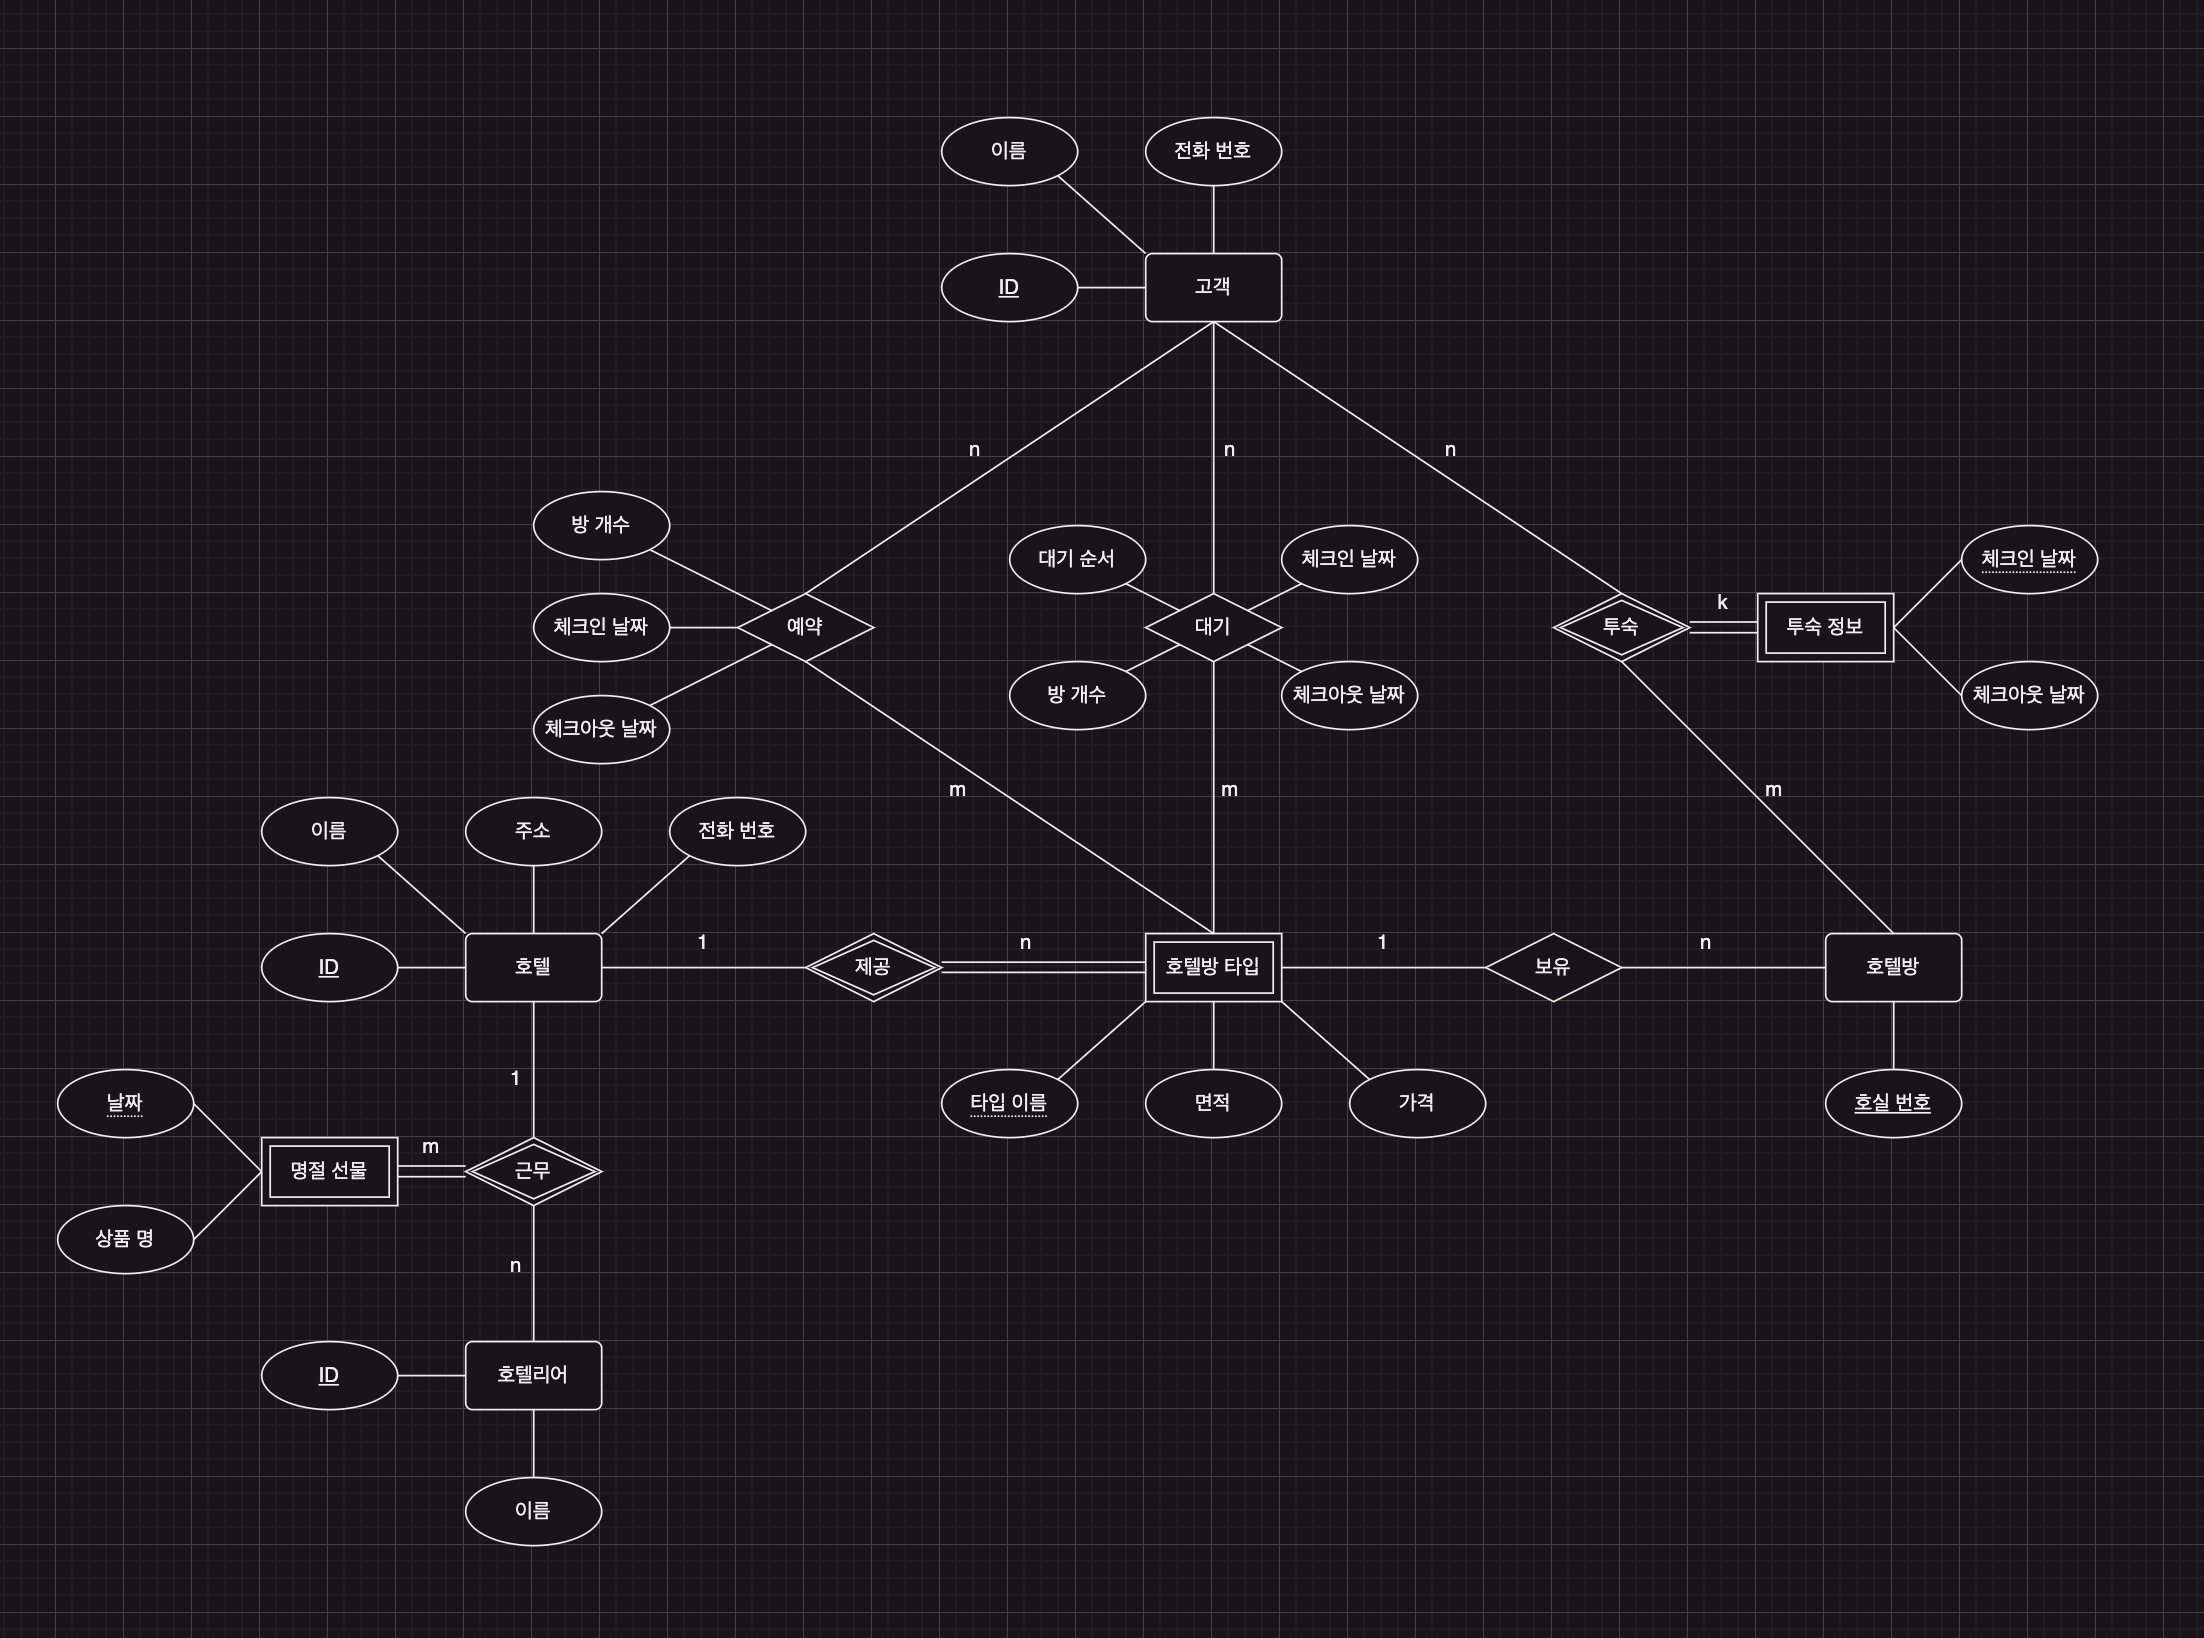 이름
전화 번호
ID
고객
n
n
n
방 개수
대기 순서
체크인 날짜
체크인 날짜
체크인 날짜
예약
대기
투숙
k
투숙 정보
방 개수
체크아웃 날짜
체크아웃 날짜
체크아웃 날짜
m
m
m
이름
주소
전화 번호
ID
호텔
1
제공
n
호텔방 타입
1
보유
n
호텔방
날짜
1
타입 이름
면적
가격
호실 번호
명절 선물
m
근무
상품 명
n
ID
호텔리어
이름